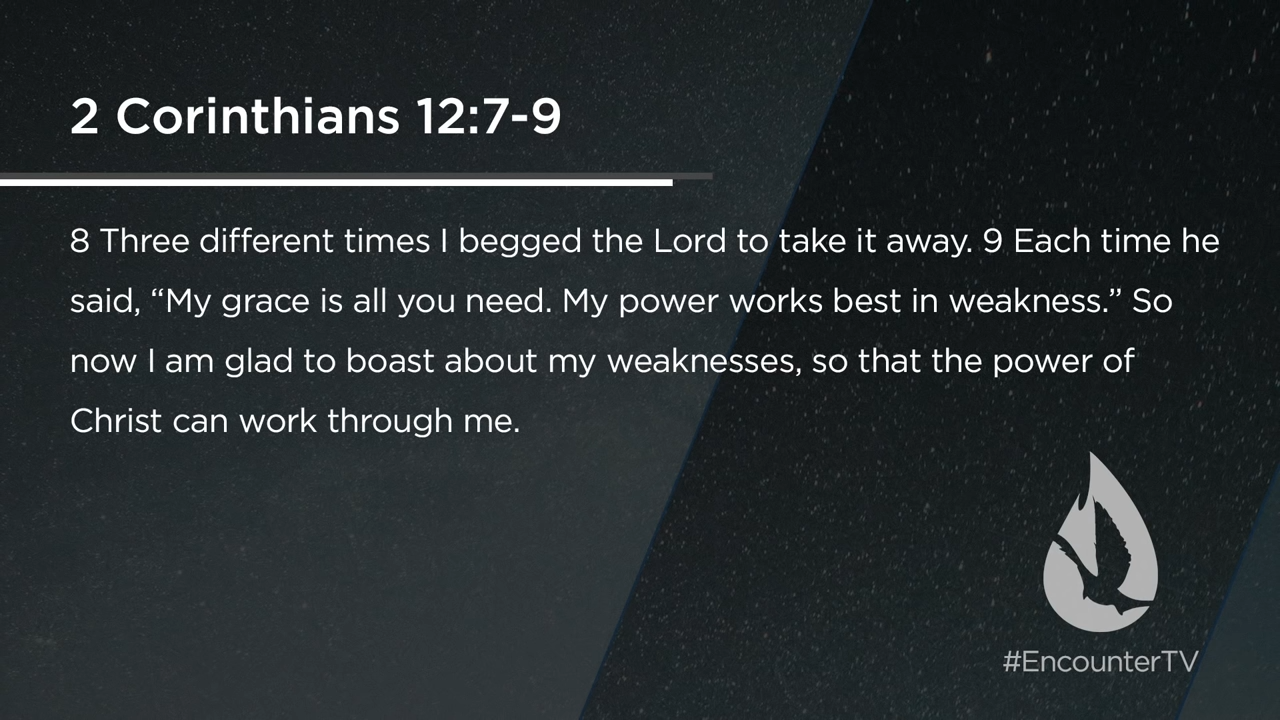 2 Corinthians 12:7-9
8 Three different times I begged the Lord to take it away. 9 Each time he
said, “My grace is all you need. My power works best in weakness.” So
now I am glad to boast about my weaknesses, so that the power of
Christ can work through me.
#EncounterTV